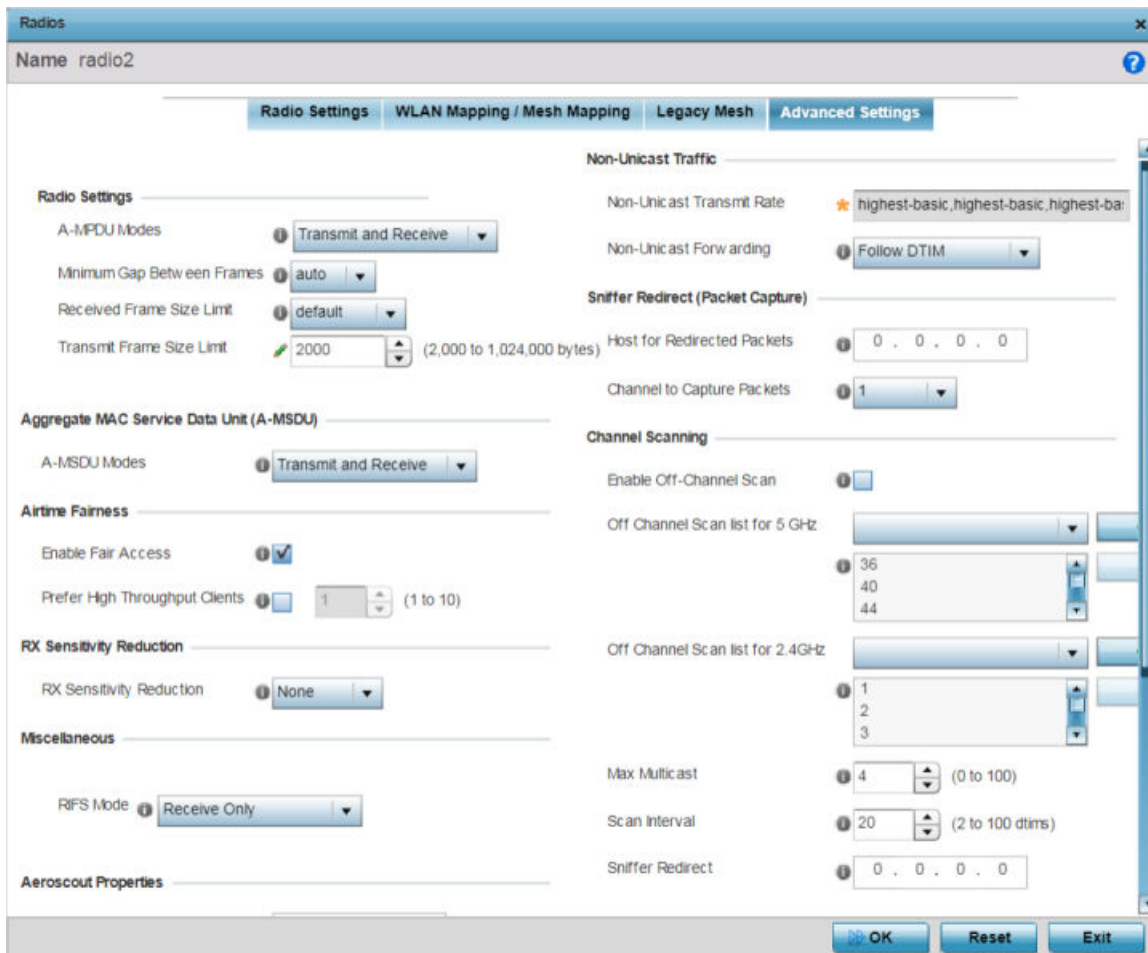 Radios
Name radio2
Radio Settings WLAN Mapping / Mesh Mapping Legacy Mesh Advanced Settings
Radio Settings
A-MPDU Modes Transmit and Receive
Minimum Gap Between Frames auto
Received Frame Size Limit default
Transmit Frame Size Limit 2000 (2,000 to 1,024,000 bytes)
Aggregate MAC Service Data Unit (A-MSDU)
A-MSDU Modes Transmit and Receive
Airtime Fairness
Enable Fair Access
Prefer High Throughput Clients 1 (1 to 10)
RX Sensitivity Reduction
RX Sensitivity Reduction None
Miscellaneous
RIFS Mode Receive Only
Aeroscout Properties
Non-Unicast Traffic
Non-Unicast Transmit Rate highest-basic,highest-basic,highest-ba
Non-Unicast Forwarding Follow DTIM
Sniffer Redirect (Packet Capture)
Host for Redirected Packets 0 . 0 . 0 . 0
Channel to Capture Packets 1
Channel Scanning
Enable Off-Channel Scan
Off Channel Scan list for 5 GHz
36
40
44
Off Channel Scan list for 2.4GHz
1
2
3
Max Multicast 4 (0 to 100)
Scan Interval 20 (2 to 100 dtims)
Sniffer Redirect 0 . 0 . 0 . 0
OK Reset Exit